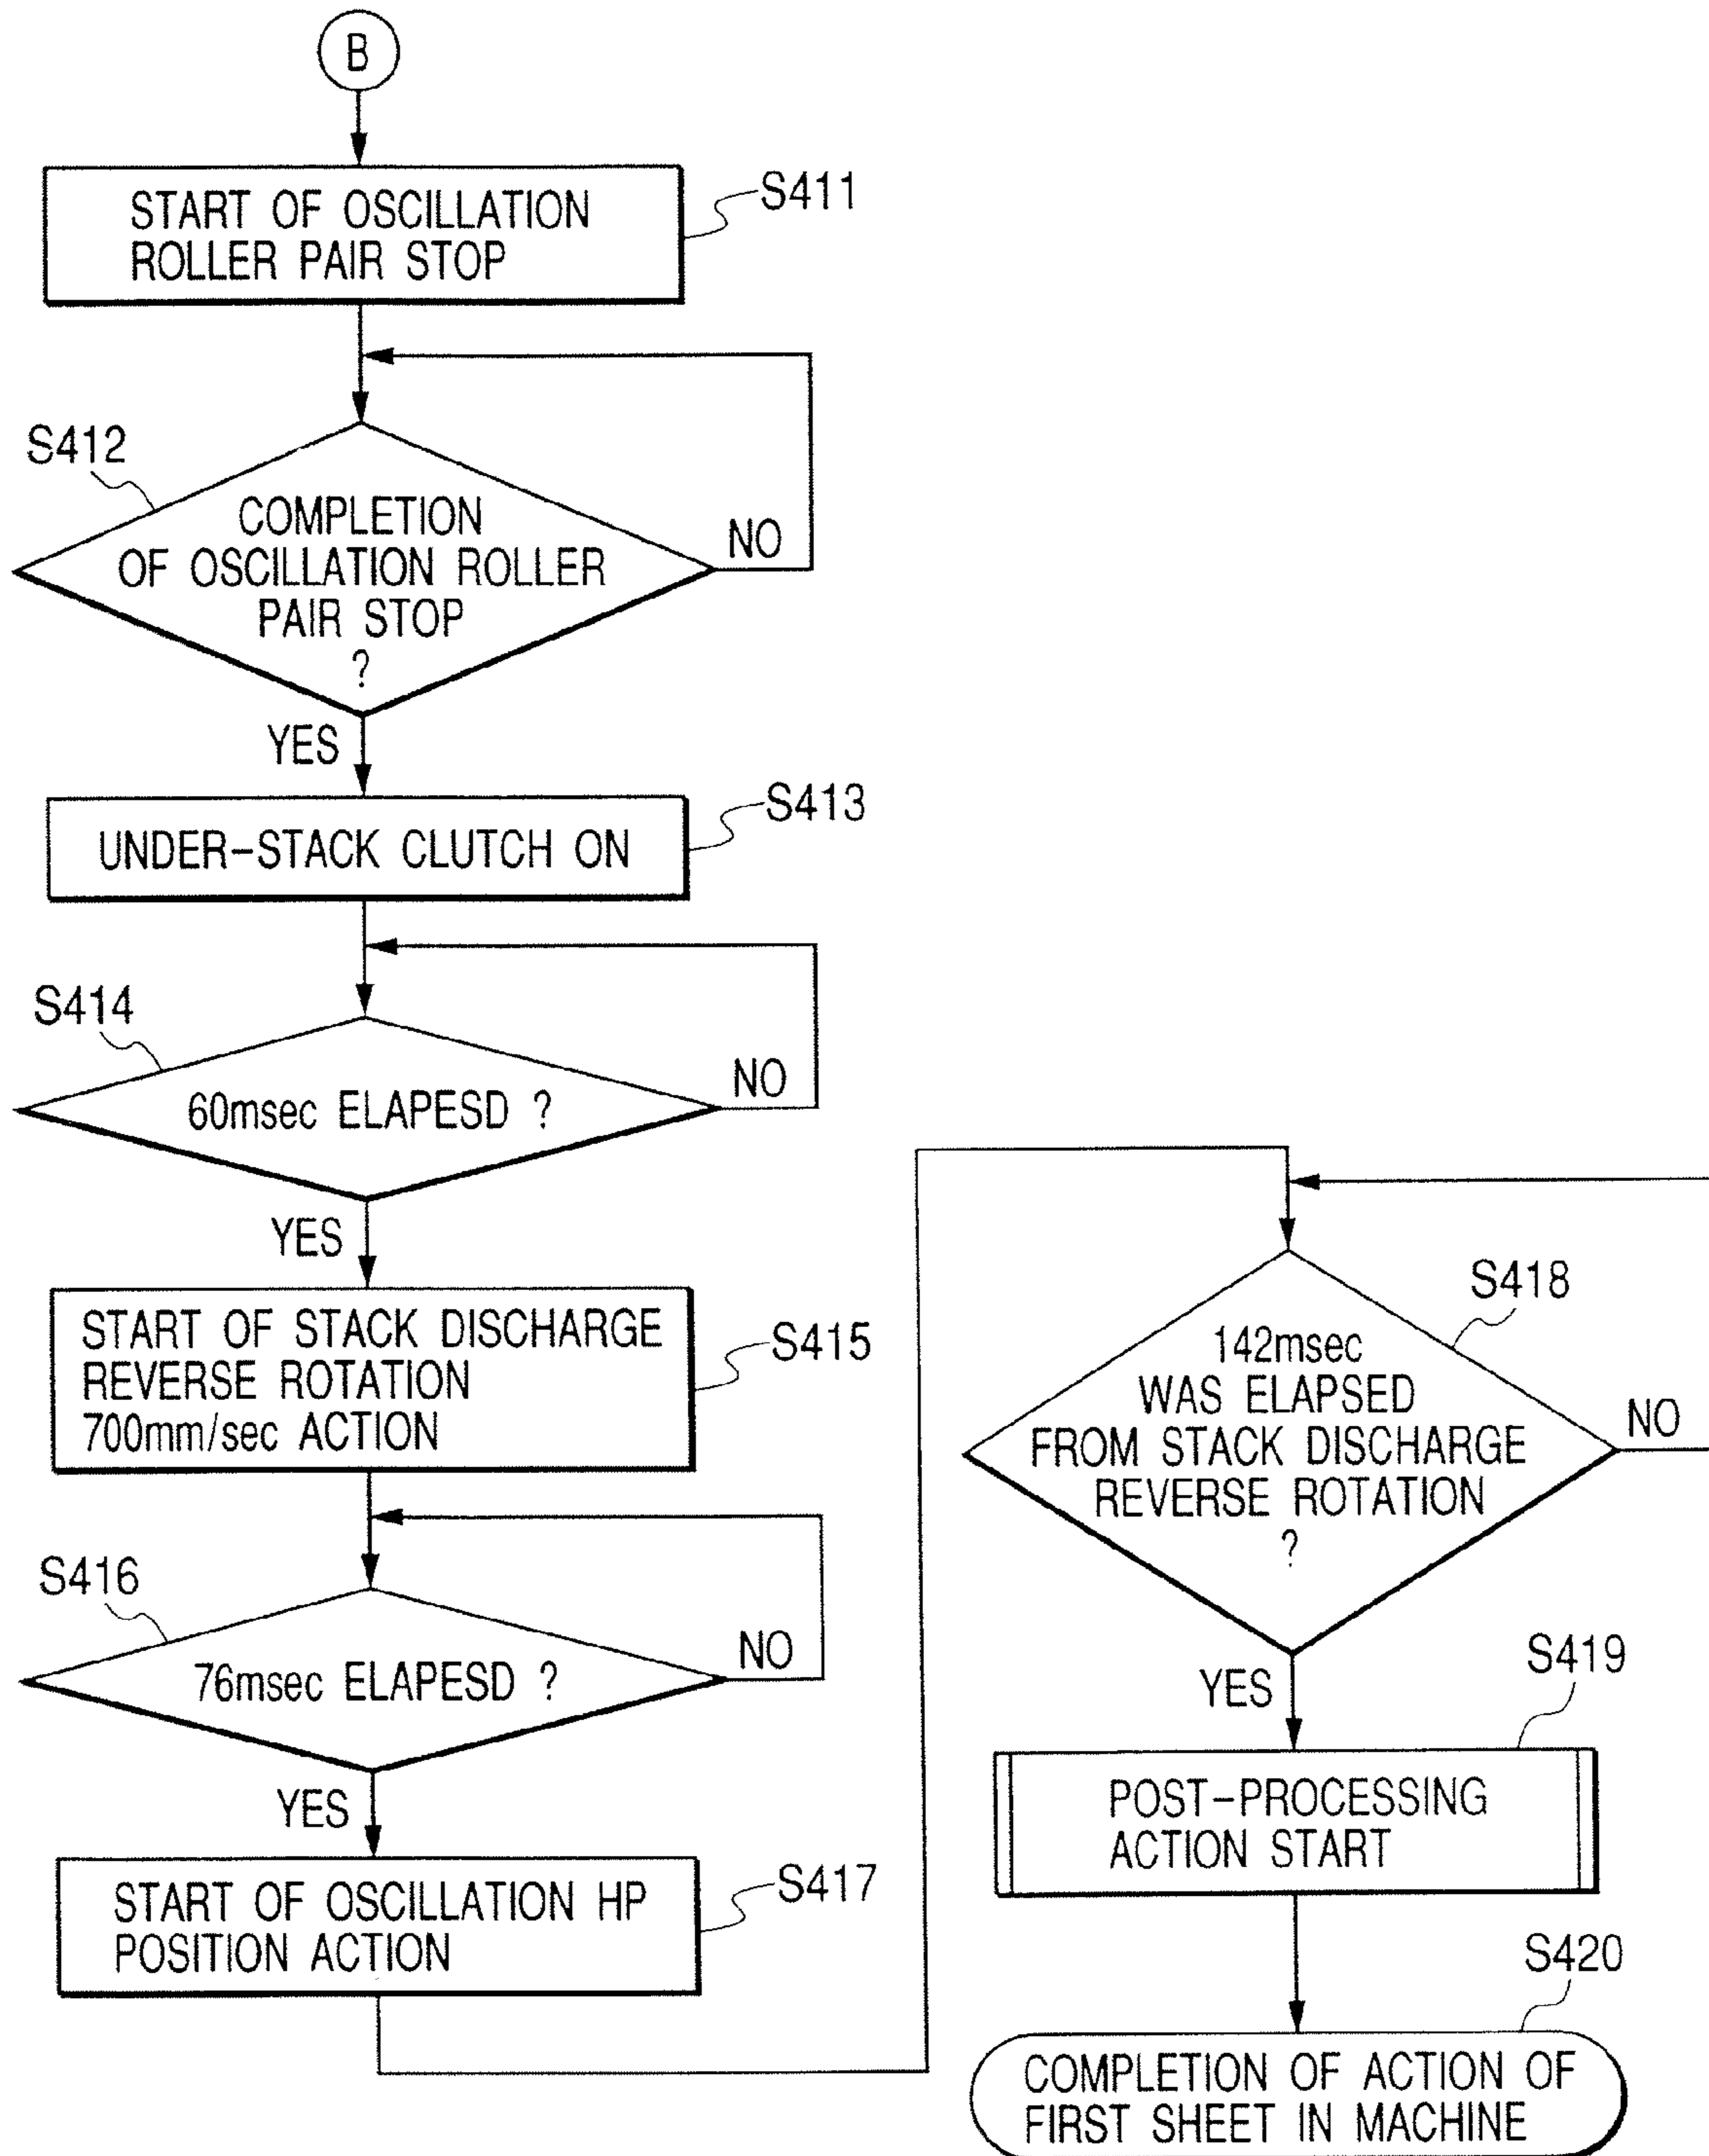 B
START OF OSCILLATION
ROLLER PAIR STOP
S411
S412
COMPLETION
OF OSCILLATION ROLLER
PAIR STOP
?
NO
YES
UNDER-STACK CLUTCH ON
S413
S414
60msec ELAPESD ?
NO
YES
START OF STACK DISCHARGE
REVERSE ROTATION
700mm/sec ACTION
S415
S416
76msec ELAPESD ?
NO
YES
START OF OSCILLATION HP
POSITION ACTION
S417
S418
142msec
WAS ELAPSED
FROM STACK DISCHARGE
REVERSE ROTATION
?
NO
YES
S419
POST-PROCESSING
ACTION START
S420
COMPLETION OF ACTION OF
FIRST SHEET IN MACHINE